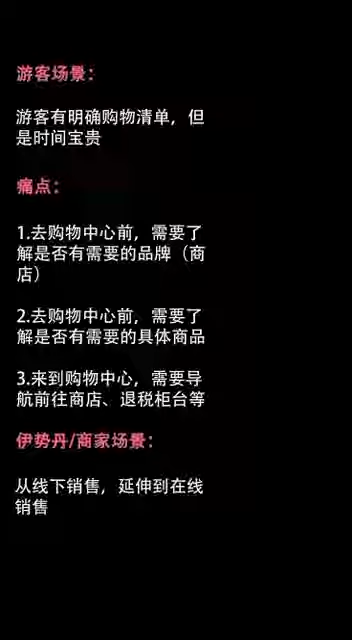 游客场景：
游客有明确购物清单，但
是时间宝贵
痛点：
1.去购物中心前，需要了
解是否有需要的品牌（商
店）
2.去购物中心前，需要了
解是否有需要的具体商品
3.来到购物中心，需要导
航前往商店、退税柜台等
伊势丹/商家场景：
从线下销售，延伸到在线
销售